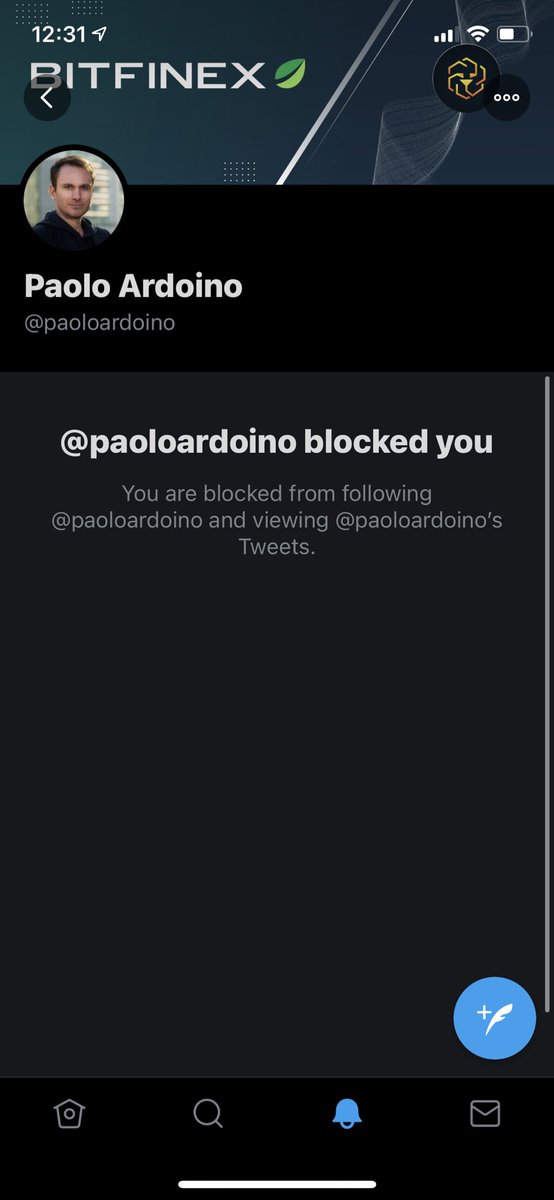 12:31
BITFINEX
Paolo Ardoino
@paoloardoino
@paoloardoino blocked you
You are blocked from following
@paoloardoino and viewing @paoloardoino’s
Tweets.